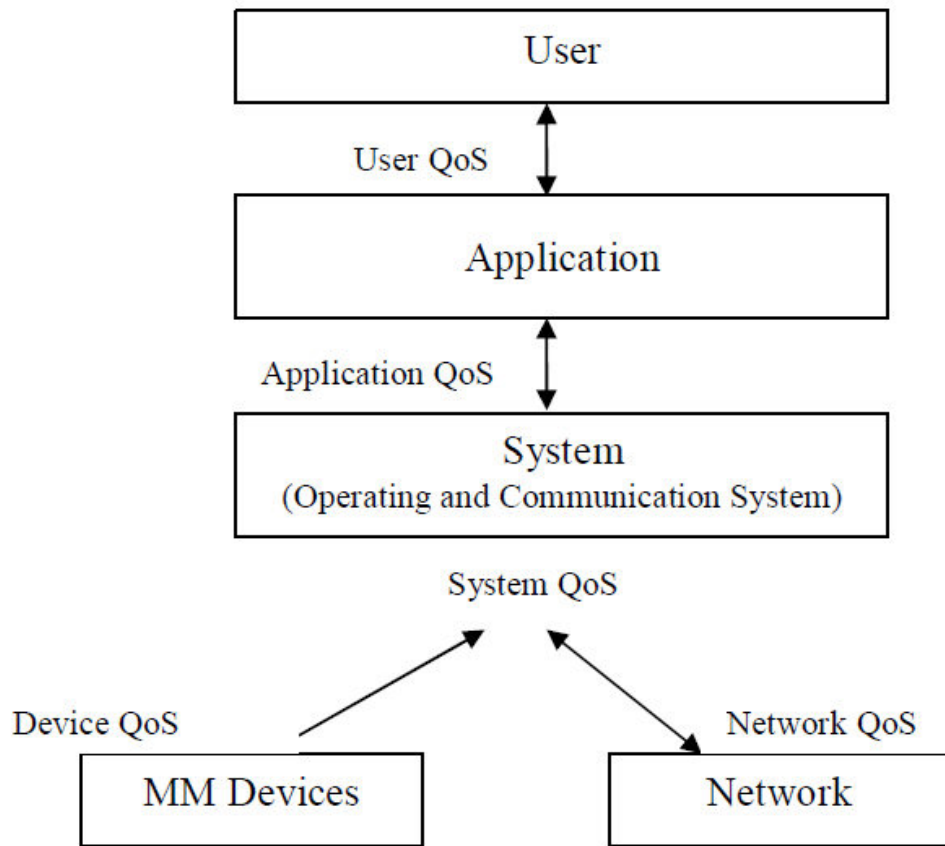 User
User QoS
Application
Application QoS
System
(Operating and Communication System)
System QoS
Device QoS
Network QoS
MM Devices
Network